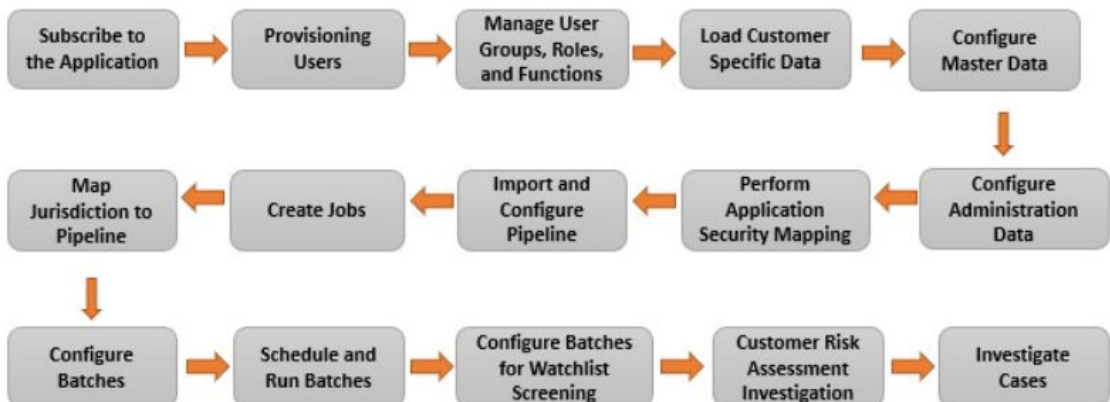 Subscribe to
the Application
Provisioning
Users
Manage User
Groups, Roles,
and Functions
Load Customer
Specific Data
Configure
Master Data
Configure
Administration
Data
Perform
Application
Security Mapping
Import and
Configure
Pipeline
Create Jobs
Map
Jurisdiction to
Pipeline
Configure
Batches
Schedule and
Run Batches
Configure Batches
for Watchlist
Screening
Customer Risk
Assessment
Investigation
Investigate
Cases